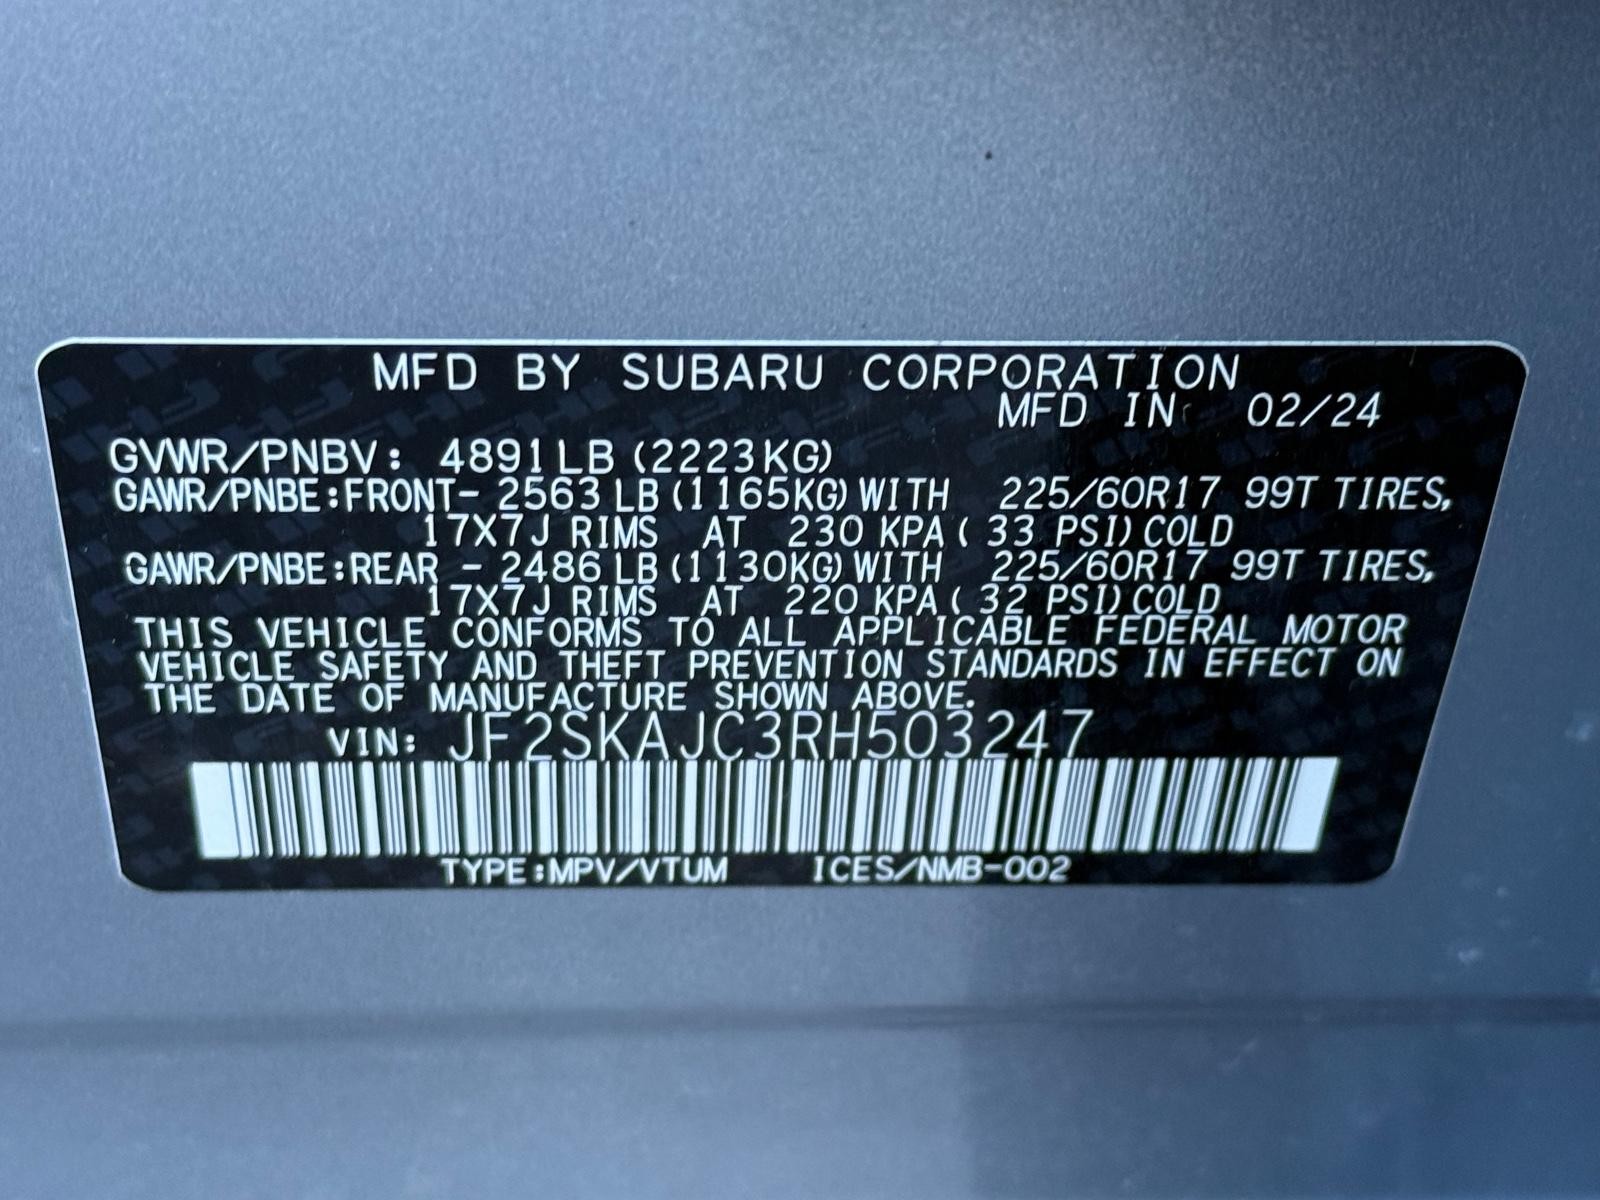 MFD BY SUBARU CORPORATION
MFD IN 02/24
GVWR/PNBV: 4891LB (2223KG)
GAWR/PNBE:FRONT- 2563 LB (1165KG) WITH 225/60R17 99T TIRES,
17X7J RIMS AT 230 KPA ( 33 PSI) COLD
GAWR/PNBE:REAR - 2486 LB (1130KG) WITH 225/60R17 99T TIRES,
17X7J RIMS AT 220 KPA ( 32 PSI) COLD
THIS VEHICLE CONFORMS TO ALL APPLICABLE FEDERAL MOTOR
VEHICLE SAFETY AND THEFT PREVENTION STANDARDS IN EFFECT ON
THE DATE OF MANUFACTURE SHOWN ABOVE.
VIN: JF2SKAJC3RH503247
TYPE:MPV/VTUM ICES/NMB-002